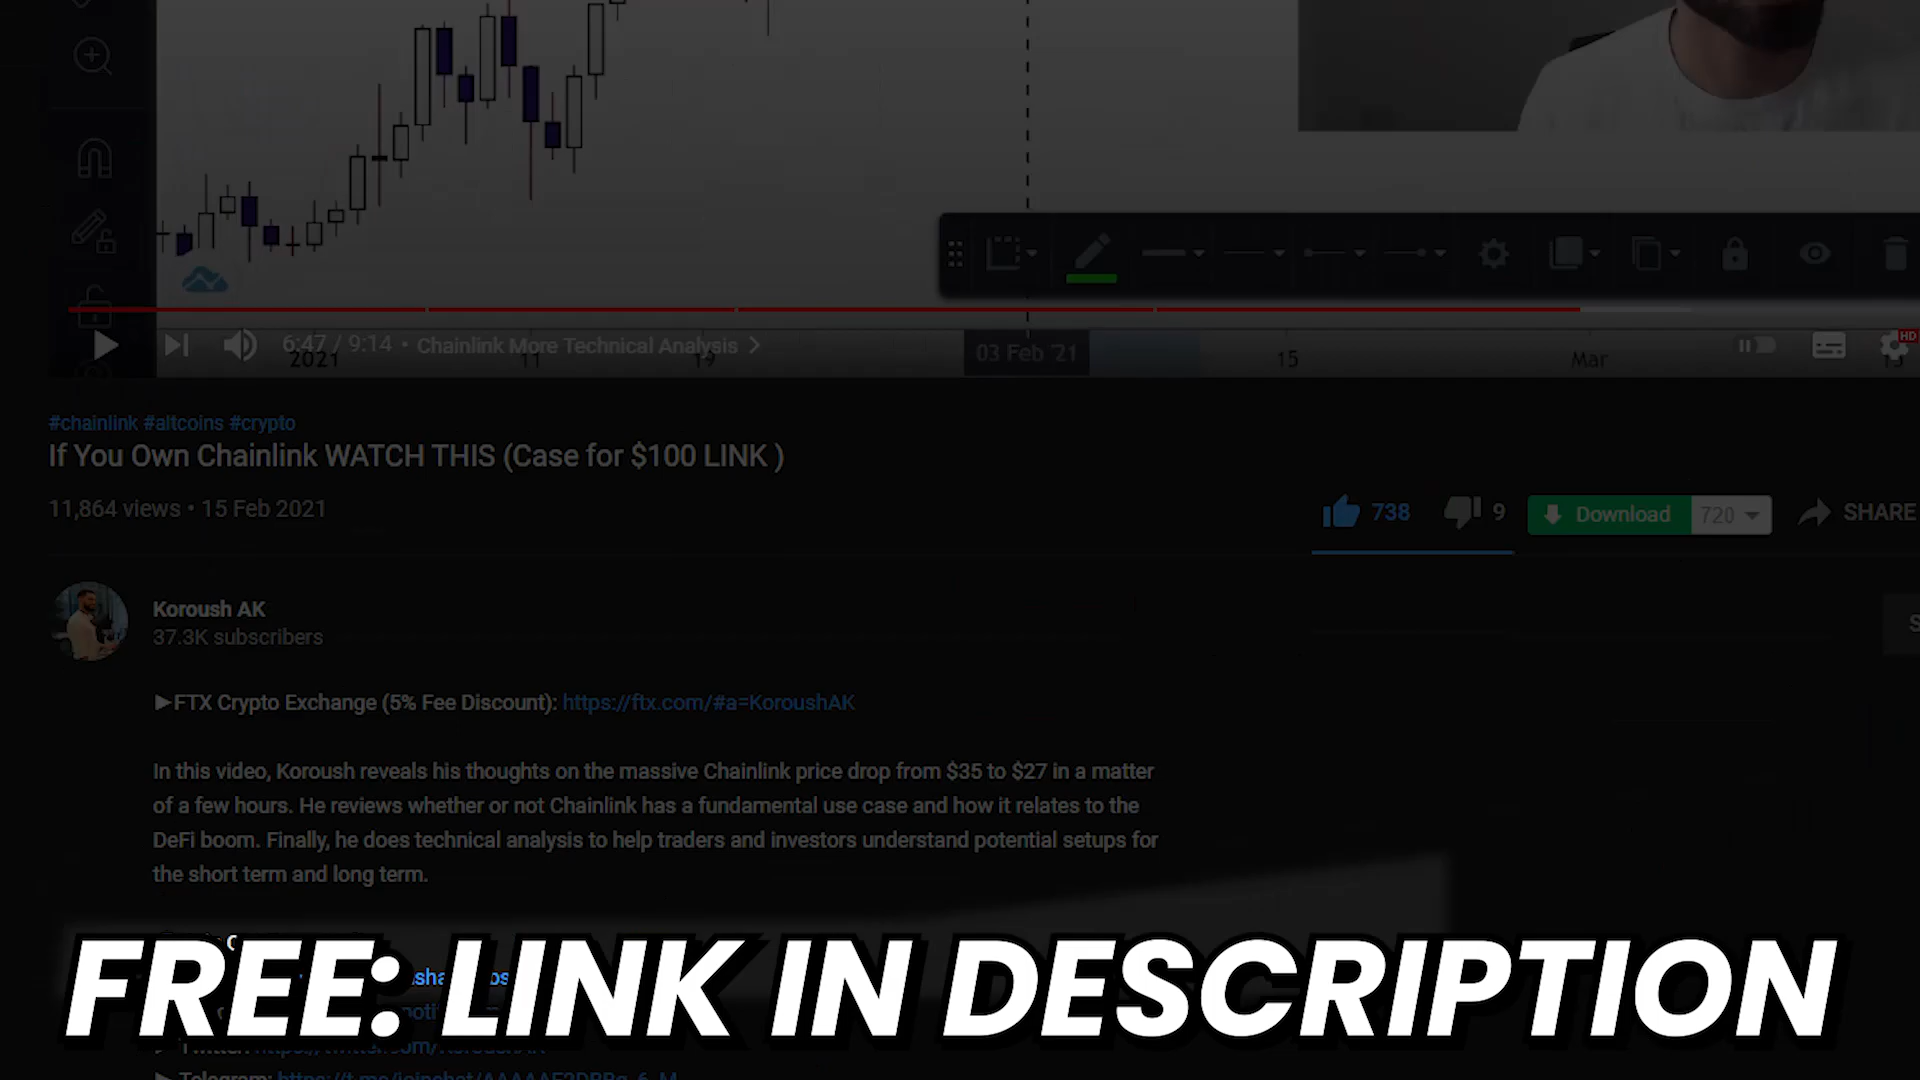 6:47 / 9:14 • Chainlink More Technical Analysis
HD
2021 11 19 03 Feb '21 15 Mar
#chainlink #altcoins #crypto
If You Own Chainlink WATCH THIS (Case for $100 LINK )
11,864 views • 15 Feb 2021
738 9 Download 720 SHARE
Koroush AK
37.3K subscribers
►FTX Crypto Exchange (5% Fee Discount): https://ftx.com/#a=KoroushAK
In this video, Koroush reveals his thoughts on the massive Chainlink price drop from $35 to $27 in a matter
of a few hours. He reviews whether or not Chainlink has a fundamental use case and how it relates to the
DeFi boom. Finally, he does technical analysis to help traders and investors understand potential setups for
the short term and long term.
FREE: LINK IN DESCRIPTION